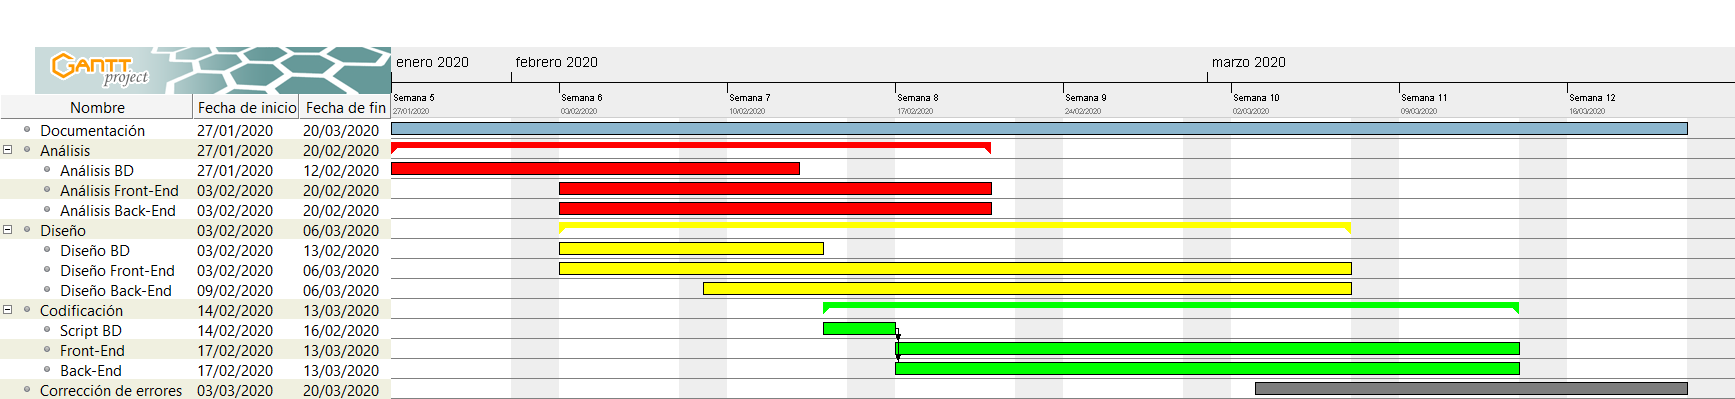 GANTT
project
enero 2020 febrero 2020 marzo 2020
Nombre Fecha de inicio Fecha de fin
Semana 5 Semana 6 Semana 7 Semana 8 Semana 9 Semana 10 Semana 11 Semana 12
27/01/2020 03/02/2020 10/02/2020 17/02/2020 24/02/2020 02/03/2020 09/03/2020 16/03/2020
Documentación 27/01/2020 20/03/2020
Análisis 27/01/2020 20/02/2020
Análisis BD 27/01/2020 12/02/2020
Análisis Front-End 03/02/2020 20/02/2020
Análisis Back-End 03/02/2020 20/02/2020
Diseño 03/02/2020 06/03/2020
Diseño BD 03/02/2020 13/02/2020
Diseño Front-End 03/02/2020 06/03/2020
Diseño Back-End 09/02/2020 06/03/2020
Codificación 14/02/2020 13/03/2020
Script BD 14/02/2020 16/02/2020
Front-End 17/02/2020 13/03/2020
Back-End 17/02/2020 13/03/2020
Corrección de errores 03/03/2020 20/03/2020